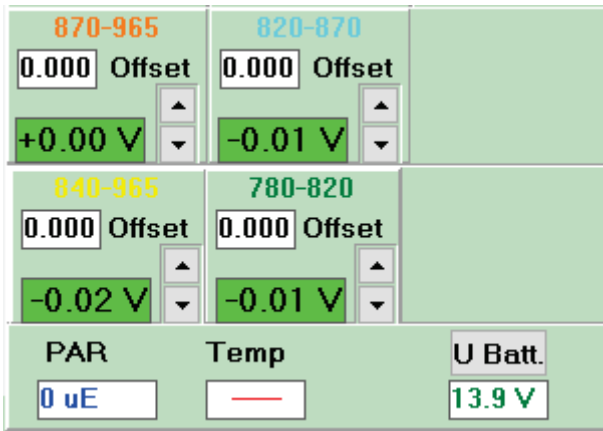 870-965 820-870
0.000 Offset 0.000 Offset
+0.00 V -0.01 V
840-965 780-820
0.000 Offset 0.000 Offset
-0.02 V -0.01 V
PAR Temp U Batt.
0 uE 13.9 V